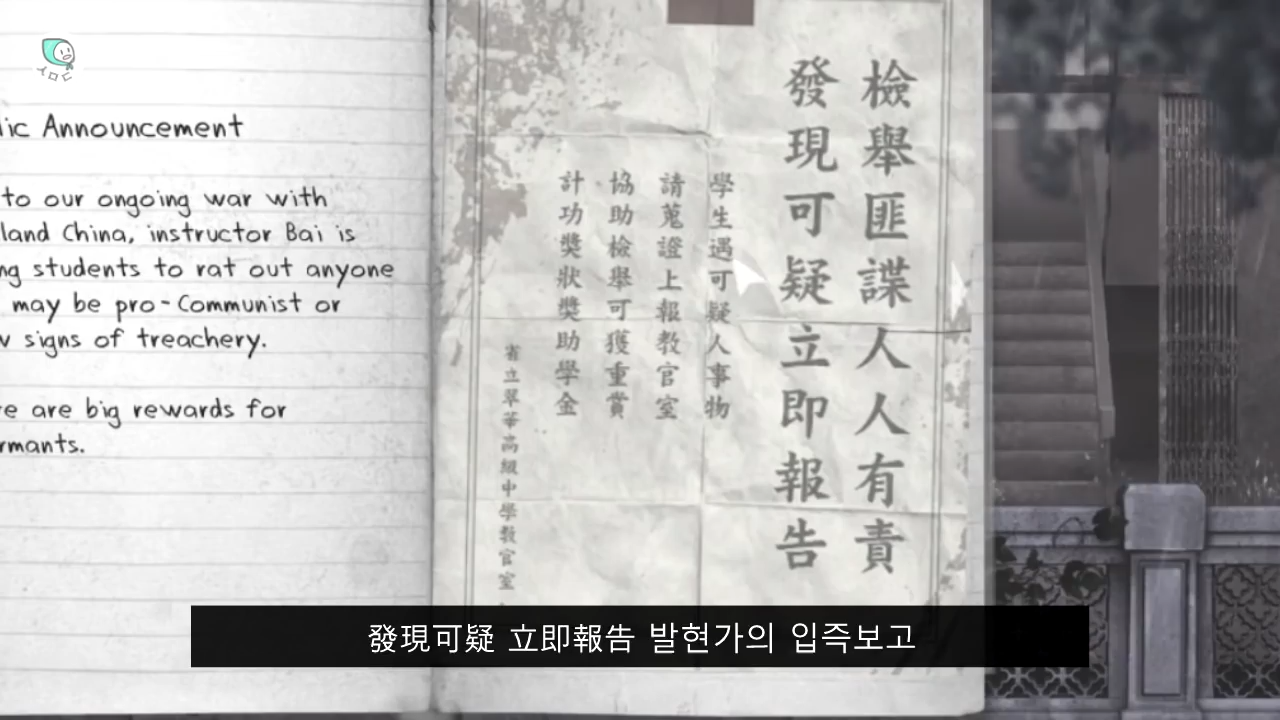 Announcement
to our ongoing war with
China, instructor Bai is
students to rat out anyone
may be pro-Communist or
signs of treachery.
are big rewards for
檢舉匪諜人人有責
發現可疑立即報告
學生遇可疑人事物
請蒐證上報教官室
協助檢舉可獲重賞
計功獎狀獎助學金
省立翠華高級中學教官室
發現可疑 立即報告 발현가의 입즉보고